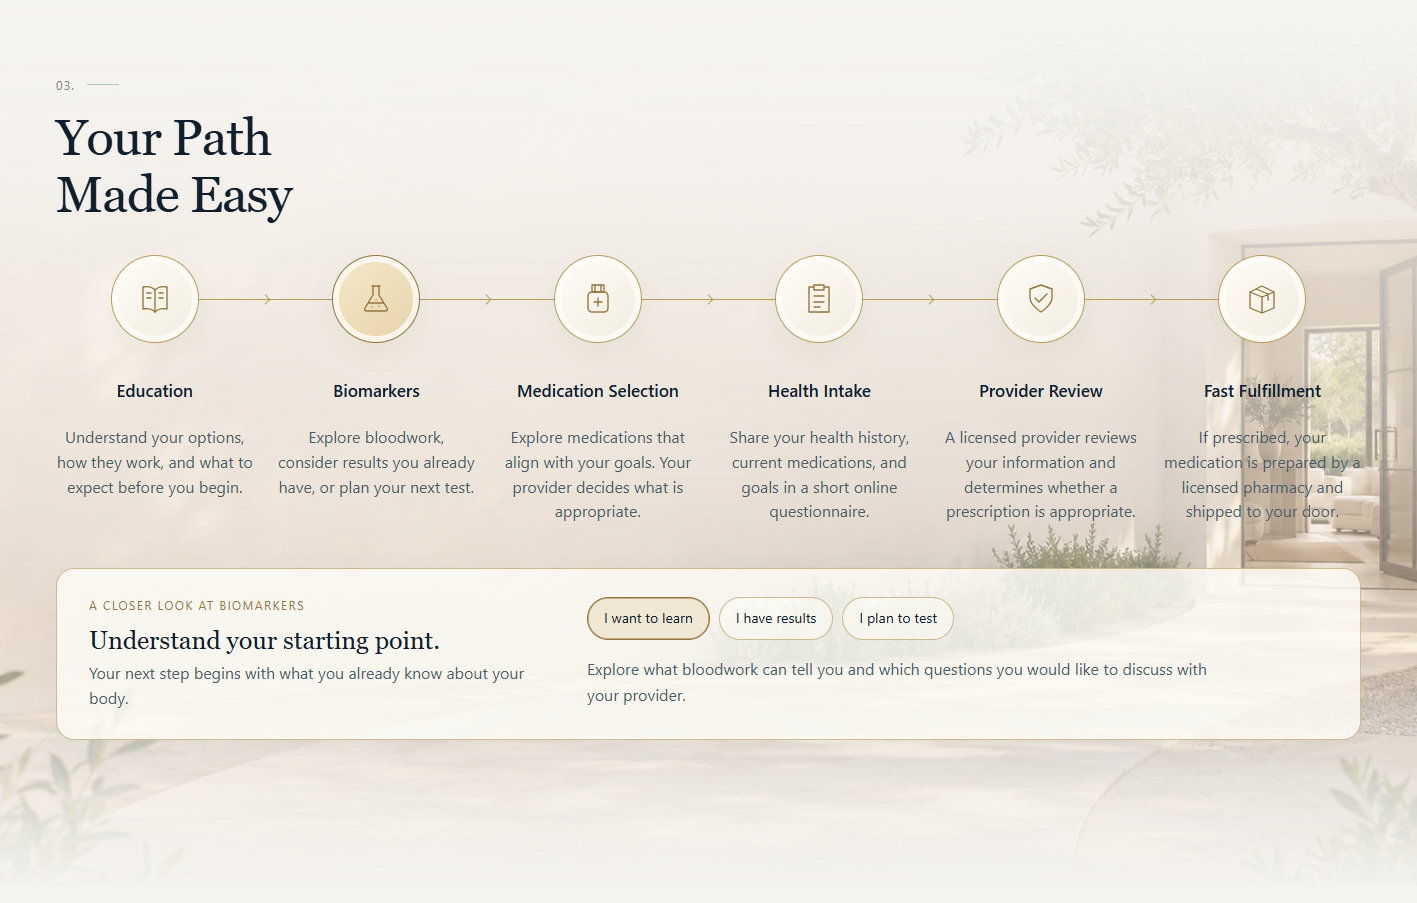 03.
Your Path
Made Easy
Education
Understand your options,
how they work, and what to
expect before you begin.
Biomarkers
Explore bloodwork,
consider results you already
have, or plan your next test.
Medication Selection
Explore medications that
align with your goals. Your
provider decides what is
appropriate.
Health Intake
Share your health history,
current medications, and
goals in a short online
questionnaire.
Provider Review
A licensed provider reviews
your information and
determines whether a
prescription is appropriate.
Fast Fulfillment
If prescribed, your
medication is prepared by a
licensed pharmacy and
shipped to your door.
A CLOSER LOOK AT BIOMARKERS
Understand your starting point.
Your next step begins with what you already know about your
body.
I want to learn
I have results
I plan to test
Explore what bloodwork can tell you and which questions you would like to discuss with
your provider.